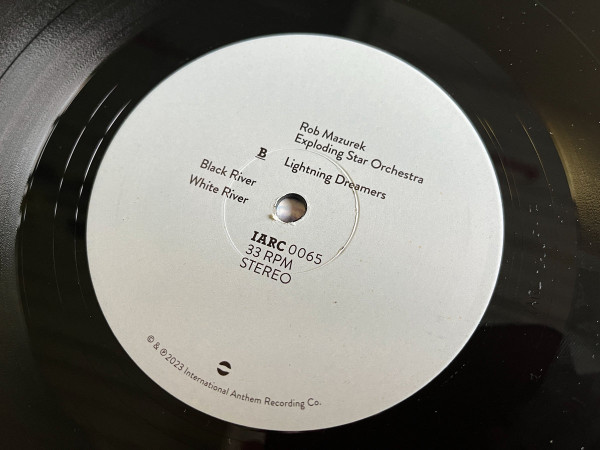 Rob Mazurek
Exploding Star Orchestra
B
Lightning Dreamers
Black River
White River
IARC 0065
33 RPM
STEREO
© & ℗ 2023 International Anthem Recording Co.